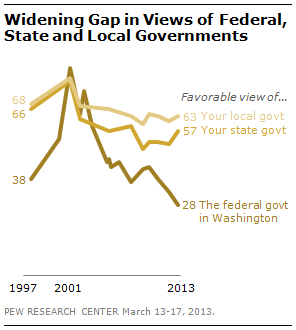 Widening Gap in Views of Federal,
State and Local Governments
Favorable view of...
68
66
63 Your local govt
57 Your state govt
38
28 The federal govt
in Washington
1997 2001 2013
PEW RESEARCH CENTER March 13-17, 2013.